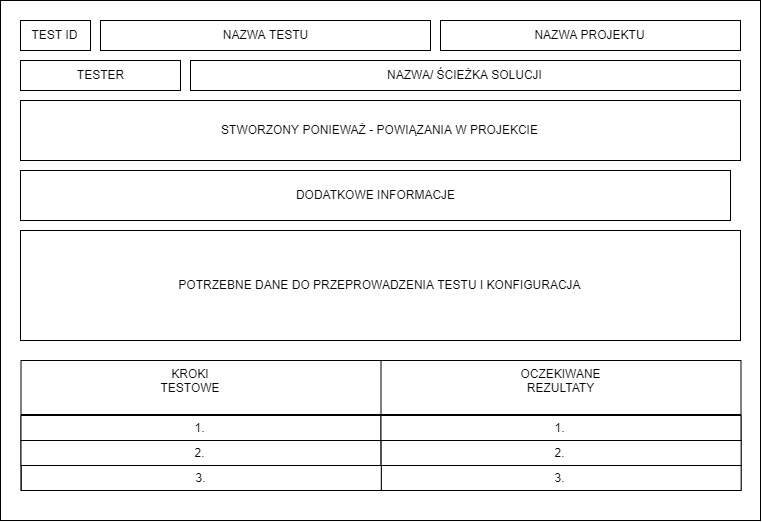 TEST ID
NAZWA TESTU
NAZWA PROJEKTU
TESTER
NAZWA/ ŚCIEŻKA SOLUCJI
STWORZONY PONIEWAŻ - POWIĄZANIA W PROJEKCIE
DODATKOWE INFORMACJE
POTRZEBNE DANE DO PRZEPROWADZENIA TESTU I KONFIGURACJA
KROKI
TESTOWE
OCZEKIWANE
REZULTATY
1.
1.
2.
2.
3.
3.